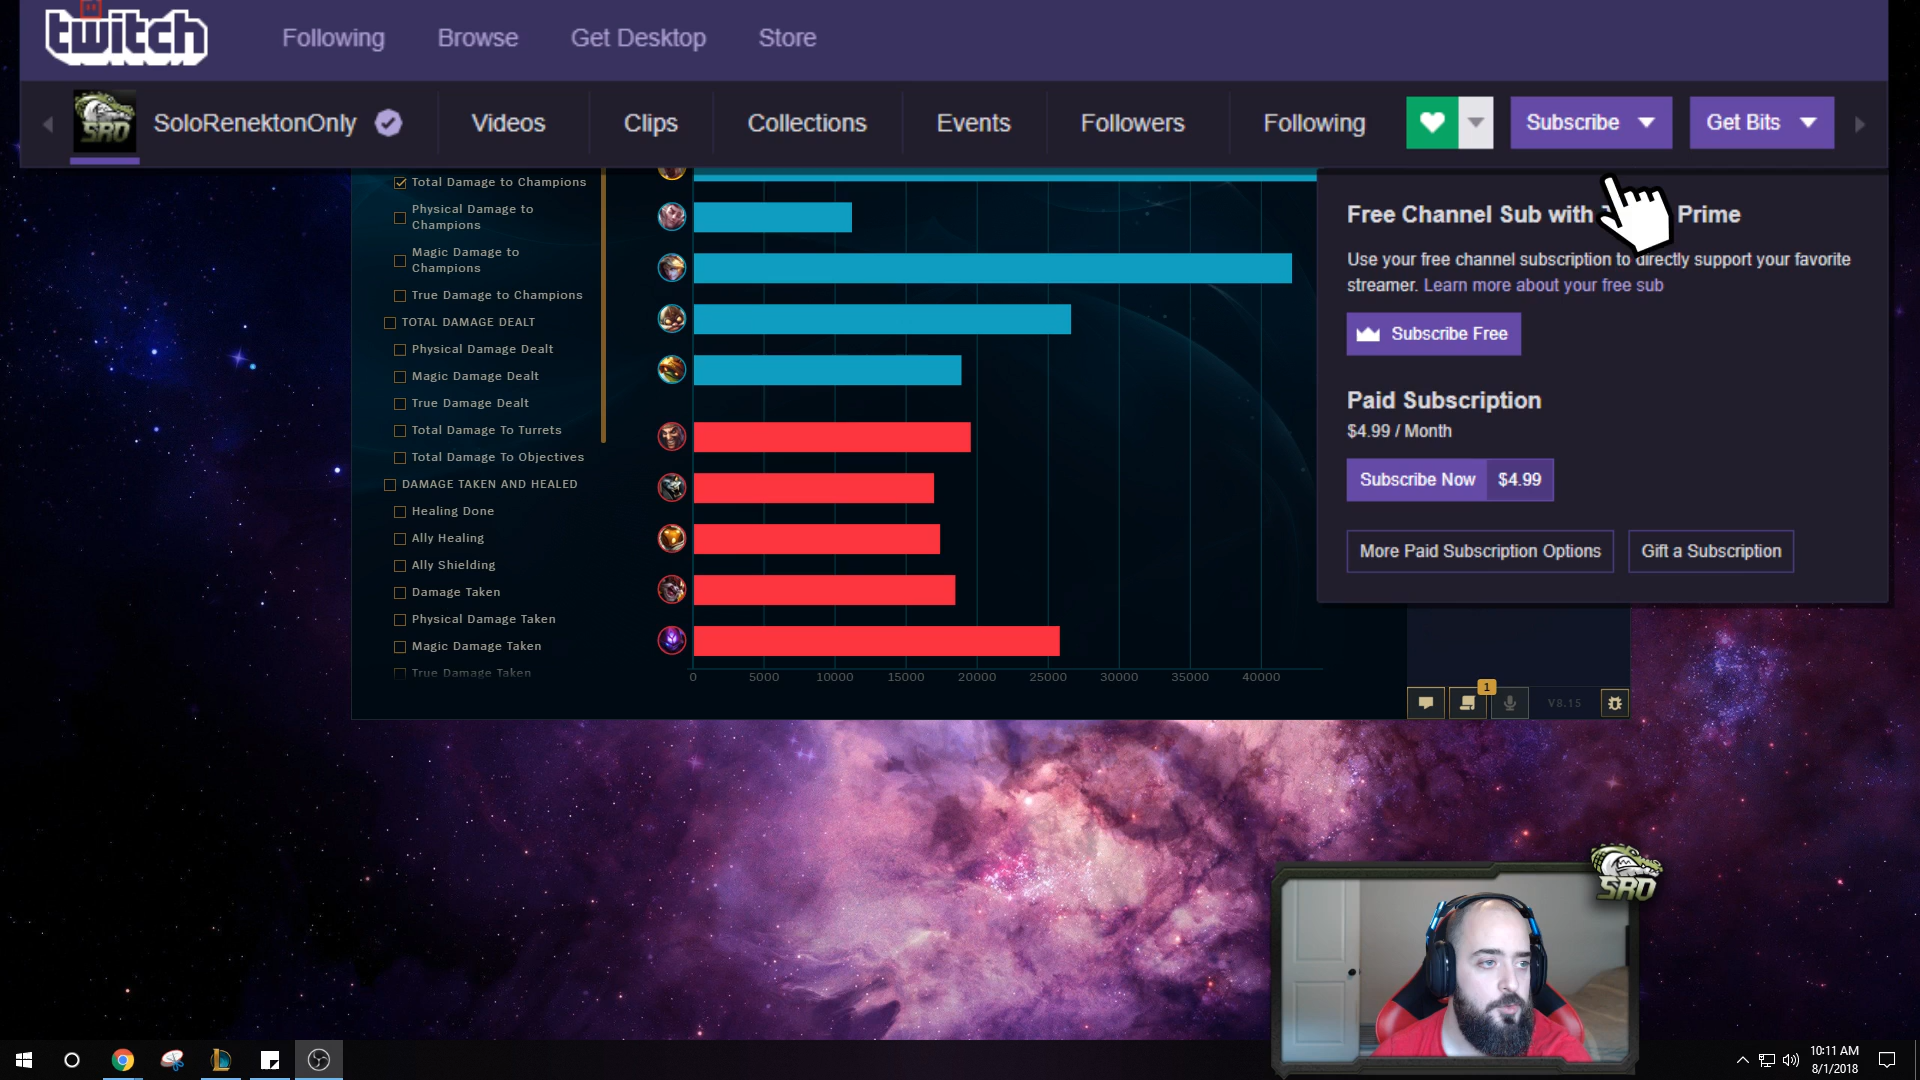 twitch
Following Browse Get Desktop Store
SRO SoloRenektonOnly Videos Clips Collections Events Followers Following Subscribe Get Bits
Total Damage to Champions
Physical Damage to
Champions
Magic Damage to
Champions
True Damage to Champions
TOTAL DAMAGE DEALT
Physical Damage Dealt
Magic Damage Dealt
True Damage Dealt
Total Damage To Turrets
Total Damage To Objectives
DAMAGE TAKEN AND HEALED
Healing Done
Ally Healing
Ally Shielding
Damage Taken
Physical Damage Taken
Magic Damage Taken
True Damage Taken
0 5000 10000 15000 20000 25000 30000 35000 40000
Free Channel Sub with Prime
Use your free channel subscription to directly support your favorite
streamer. Learn more about your free sub
Subscribe Free
Paid Subscription
$4.99 / Month
Subscribe Now $4.99
More Paid Subscription Options Gift a Subscription
1
V8.15
SRO
10:11 AM
8/1/2018